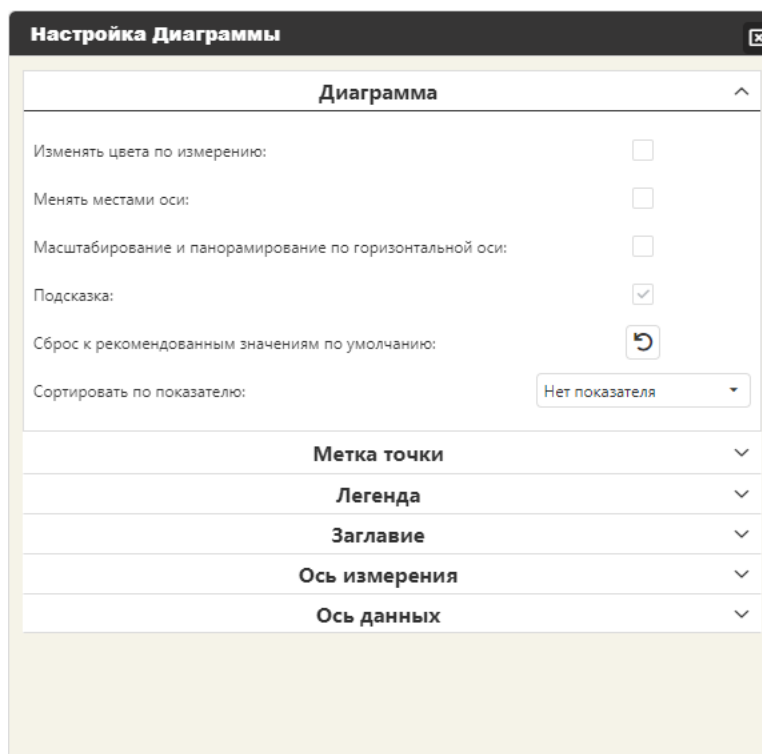 Настройка Диаграммы
Диаграмма
Изменять цвета по измерению:
Менять местами оси:
Масштабирование и панорамирование по горизонтальной оси:
Подсказка:
Сброс к рекомендованным значениям по умолчанию:
Сортировать по показателю: Нет показателя
Метка точки
Легенда
Заглавие
Ось измерения
Ось данных